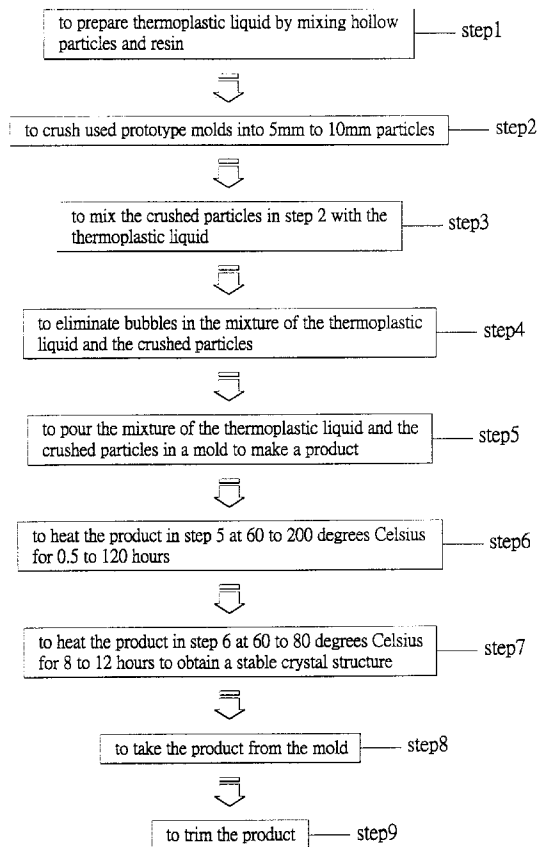 to prepare thermoplastic liquid by mixing hollow
particles and resin
step1
to crush used prototype molds into 5mm to 10mm particles
step2
to mix the crushed particles in step 2 with the
thermoplastic liquid
step3
to eliminate bubbles in the mixture of the thermoplastic
liquid and the crushed particles
step4
to pour the mixture of the thermoplastic liquid and the
crushed particles in a mold to make a product
step5
to heat the product in step 5 at 60 to 200 degrees Celsius
for 0.5 to 120 hours
step6
to heat the product in step 6 at 60 to 80 degrees Celsius
for 8 to 12 hours to obtain a stable crystal structure
step7
to take the product from the mold
step8
to trim the product
step9